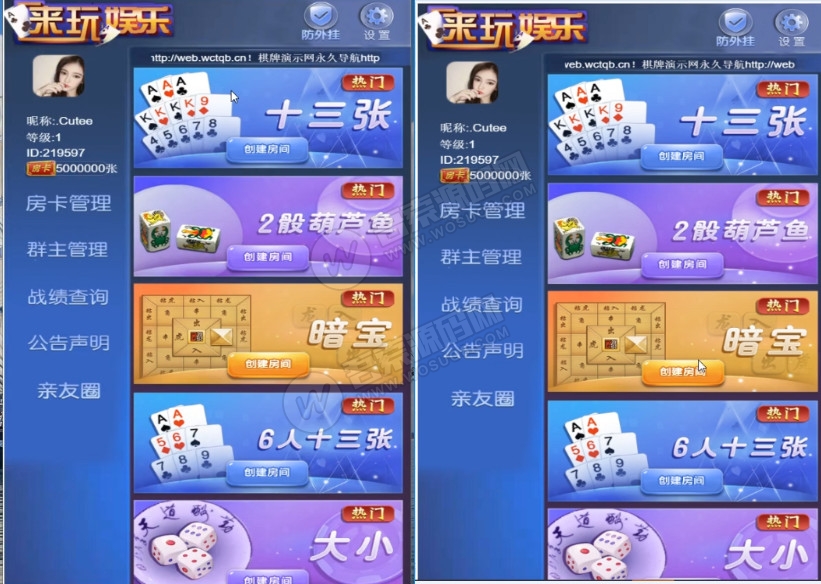 来玩娱乐
防外挂 设置
http://web.wctqb.cn! 棋牌演示网永久导航http
昵称:.Cutee
等级:1
ID:219597
房卡 5000000张
房卡管理
群主管理
战绩查询
公告声明
亲友圈
热门
十三张
创建房间
热门
2骰葫芦鱼
创建房间
热门
暗宝
创建房间
热门
6人十三张
创建房间
热门
大小
创建房间
来玩娱乐
防外挂 设置
web.wctqb.cn! 棋牌演示网永久导航http://web
昵称:.Cutee
等级:1
ID:219597
房卡 5000000张
房卡管理
群主管理
战绩查询
公告声明
亲友圈
热门
十三张
创建房间
热门
2骰葫芦鱼
创建房间
热门
暗宝
创建房间
热门
6人十三张
创建房间
热门
大小